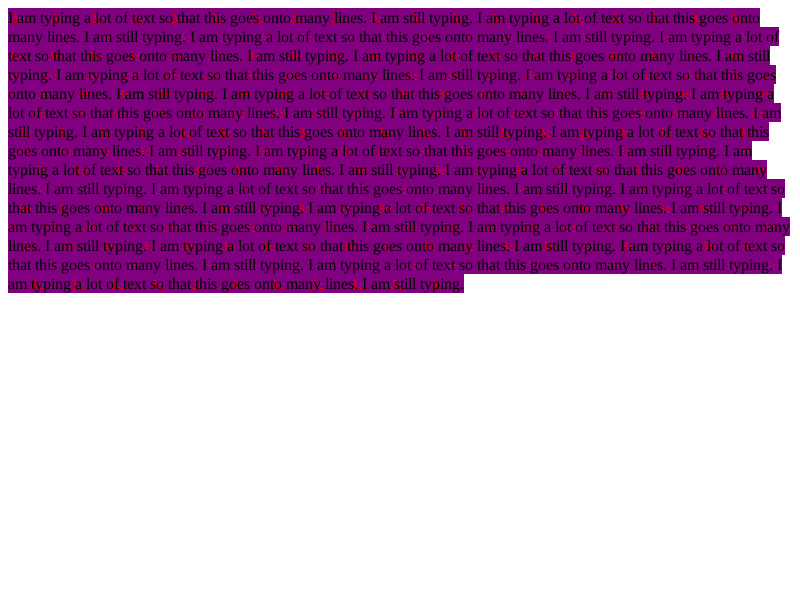 I am typing a lot of text so that this goes onto many lines. I am still typing. I am typing a lot of text so that this goes onto
many lines. I am still typing. I am typing a lot of text so that this goes onto many lines. I am still typing. I am typing a lot of
text so that this goes onto many lines. I am still typing. I am typing a lot of text so that this goes onto many lines. I am still
typing. I am typing a lot of text so that this goes onto many lines. I am still typing. I am typing a lot of text so that this goes
onto many lines. I am still typing. I am typing a lot of text so that this goes onto many lines. I am still typing. I am typing a
lot of text so that this goes onto many lines. I am still typing. I am typing a lot of text so that this goes onto many lines. I am
still typing. I am typing a lot of text so that this goes onto many lines. I am still typing. I am typing a lot of text so that this
goes onto many lines. I am still typing. I am typing a lot of text so that this goes onto many lines. I am still typing. I am
typing a lot of text so that this goes onto many lines. I am still typing. I am typing a lot of text so that this goes onto many
lines. I am still typing. I am typing a lot of text so that this goes onto many lines. I am still typing. I am typing a lot of text so
that this goes onto many lines. I am still typing. I am typing a lot of text so that this goes onto many lines. I am still typing. I
am typing a lot of text so that this goes onto many lines. I am still typing. I am typing a lot of text so that this goes onto many
lines. I am still typing. I am typing a lot of text so that this goes onto many lines. I am still typing. I am typing a lot of text so
that this goes onto many lines. I am still typing. I am typing a lot of text so that this goes onto many lines. I am still typing. I
am typing a lot of text so that this goes onto many lines. I am still typing.